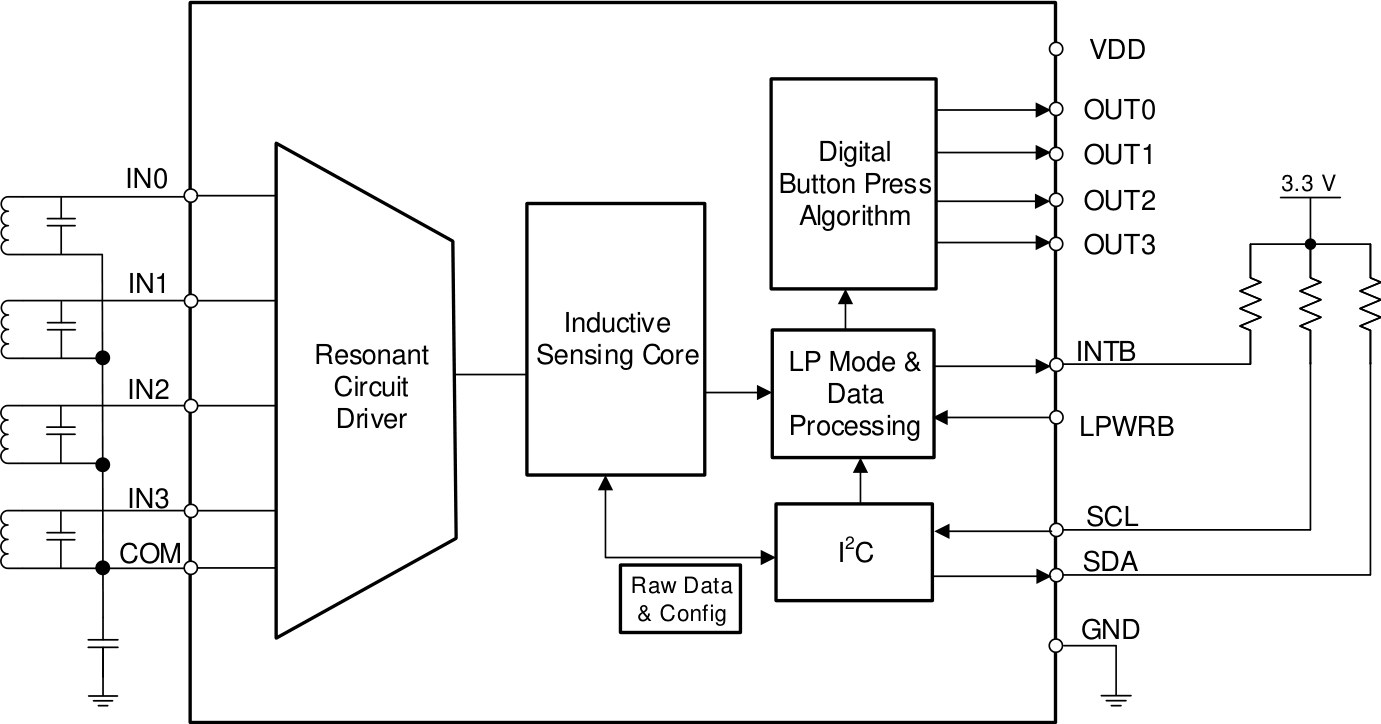 VDD
OUT0
OUT1
OUT2
OUT3
Digital
Button Press
Algorithm
3.3 V
IN0
IN1
IN2
IN3
COM
Resonant
Circuit
Driver
Inductive
Sensing Core
LP Mode &
Data
Processing
INTB
LPWRB
SCL
SDA
I²C
Raw Data
& Config
GND